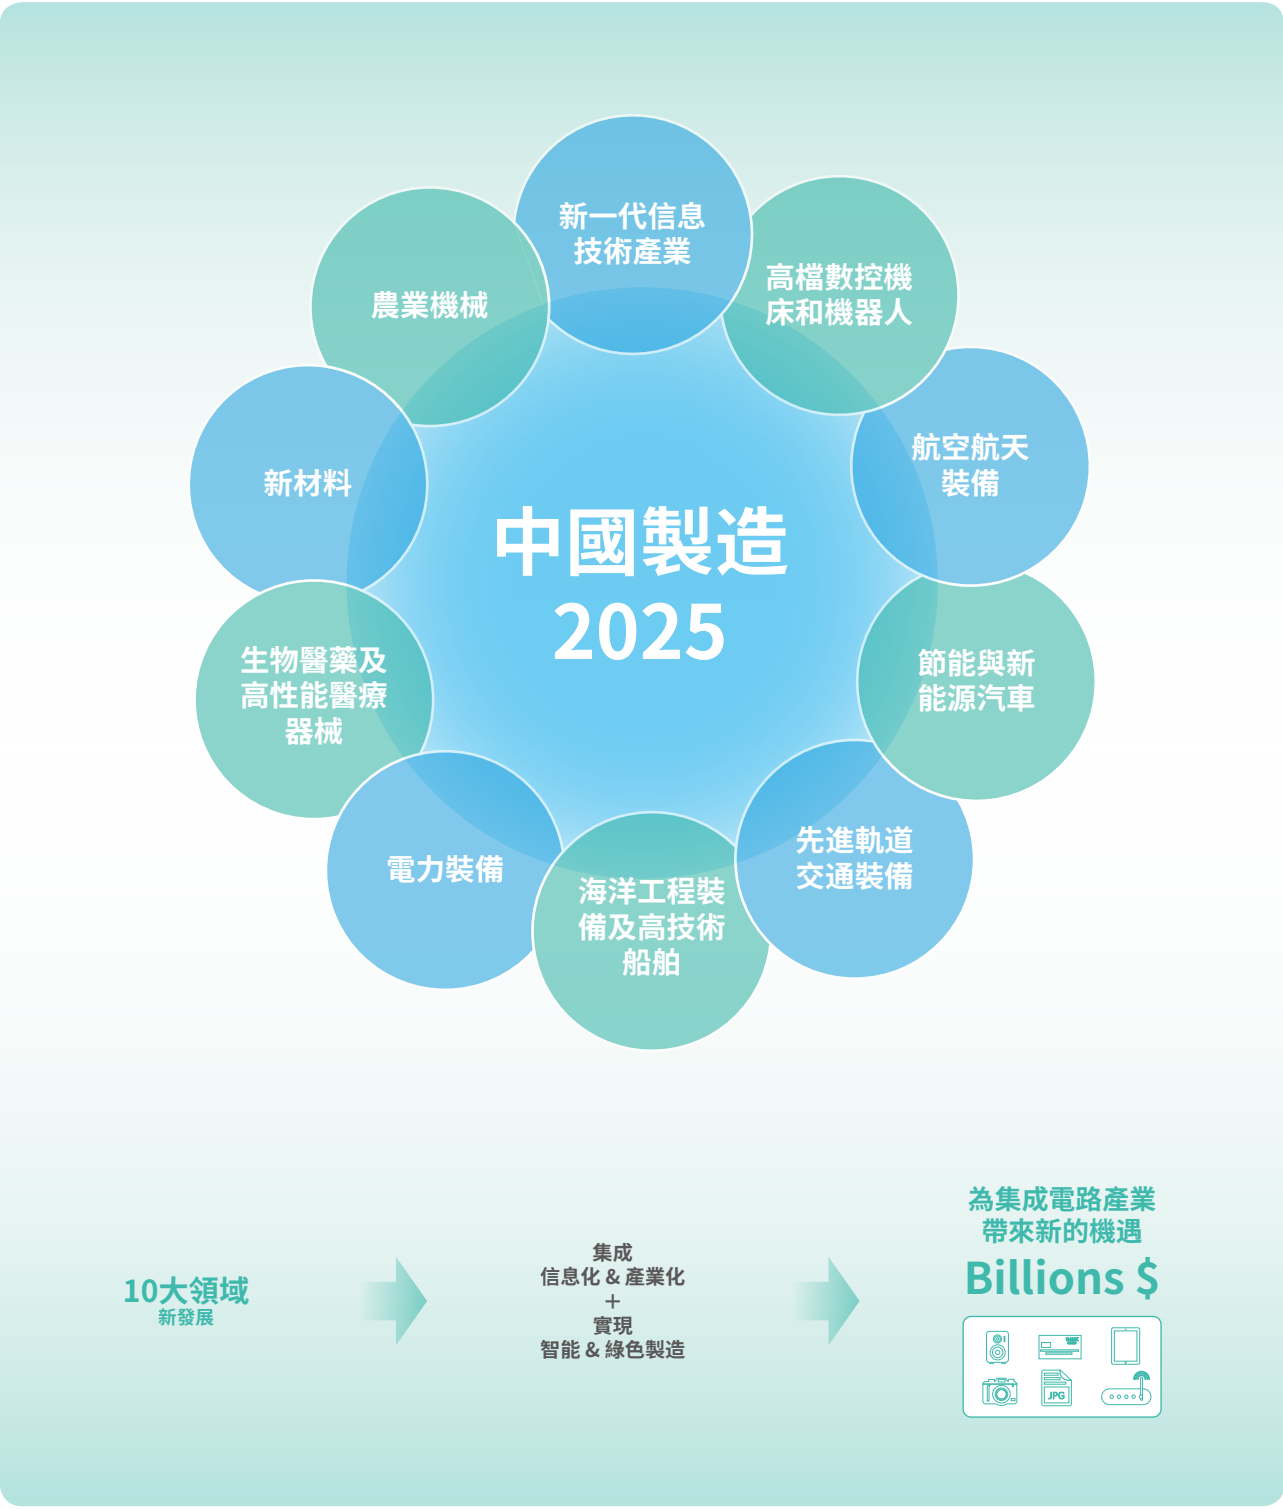 新一代信息
技術產業
高檔數控機
床和機器人
農業機械
航空航天
裝備
新材料
中國製造
2025
生物醫藥及
高性能醫療
器械
節能與新
能源汽車
先進軌道
交通裝備
電力裝備
海洋工程裝
備及高技術
船舶
10大領域
新發展
集成
信息化 & 產業化
+
實現
智能 & 綠色製造
為集成電路產業
帶來新的機遇
Billions $
JPG